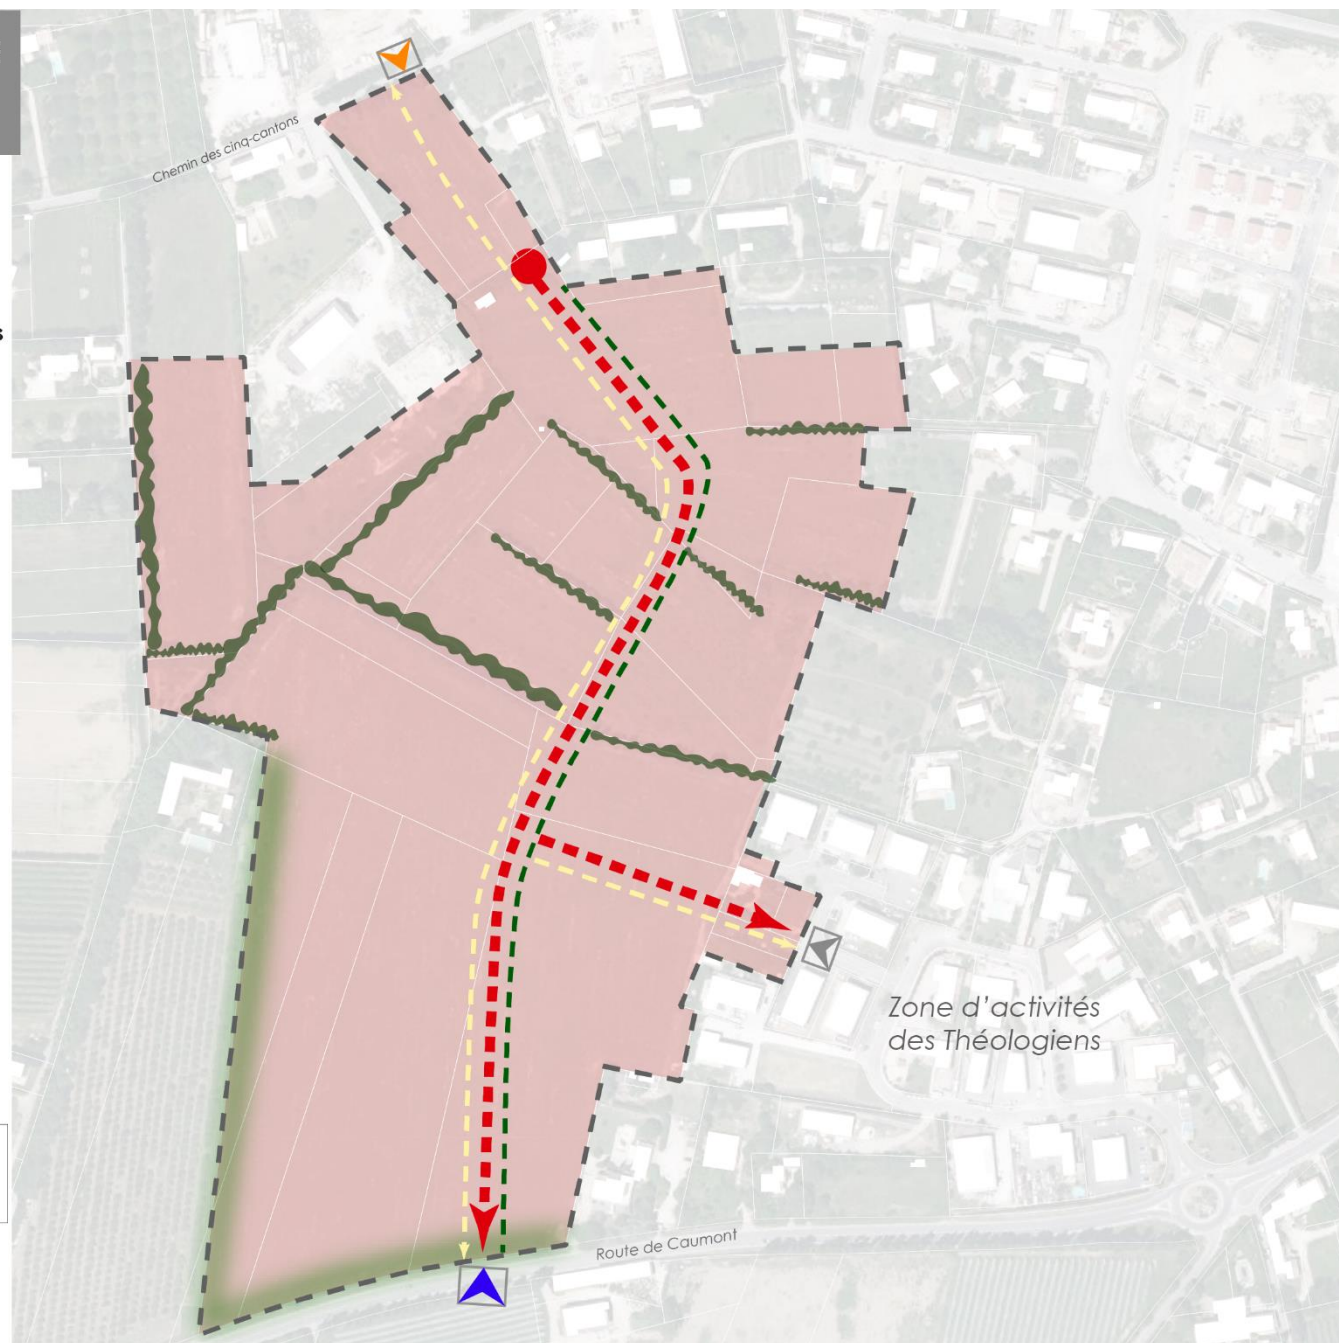 Chemin des cinq-cantons
s
Zone d'activités
des Théologiens
Route de Caumont